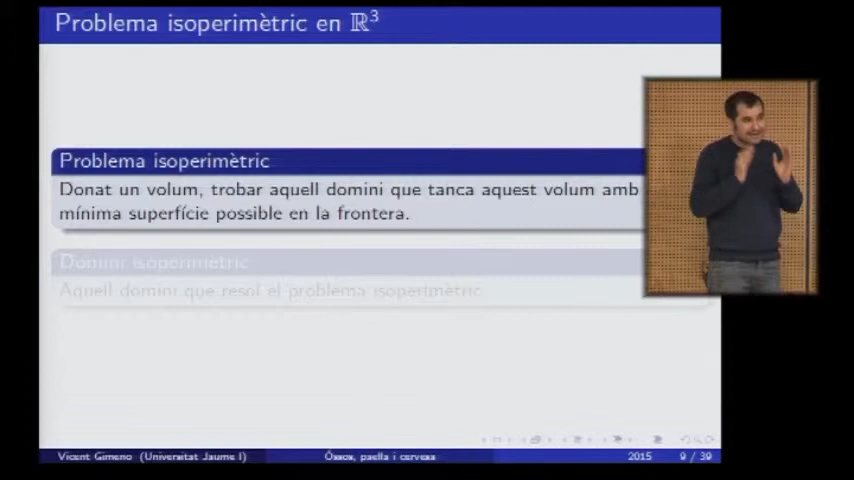 Problema isoperimètric en ℝ³
Problema isoperimètric
Donat un volum, trobar aquell domini que tanca aquest volum amb
mínima superfície possible en la frontera.
Domini isoperimètric
Aquell domini que resol el problema isoperimètric
Vicent Gimeno (Universitat Jaume I) Óssos, paella i cervesa 2015 9 / 39